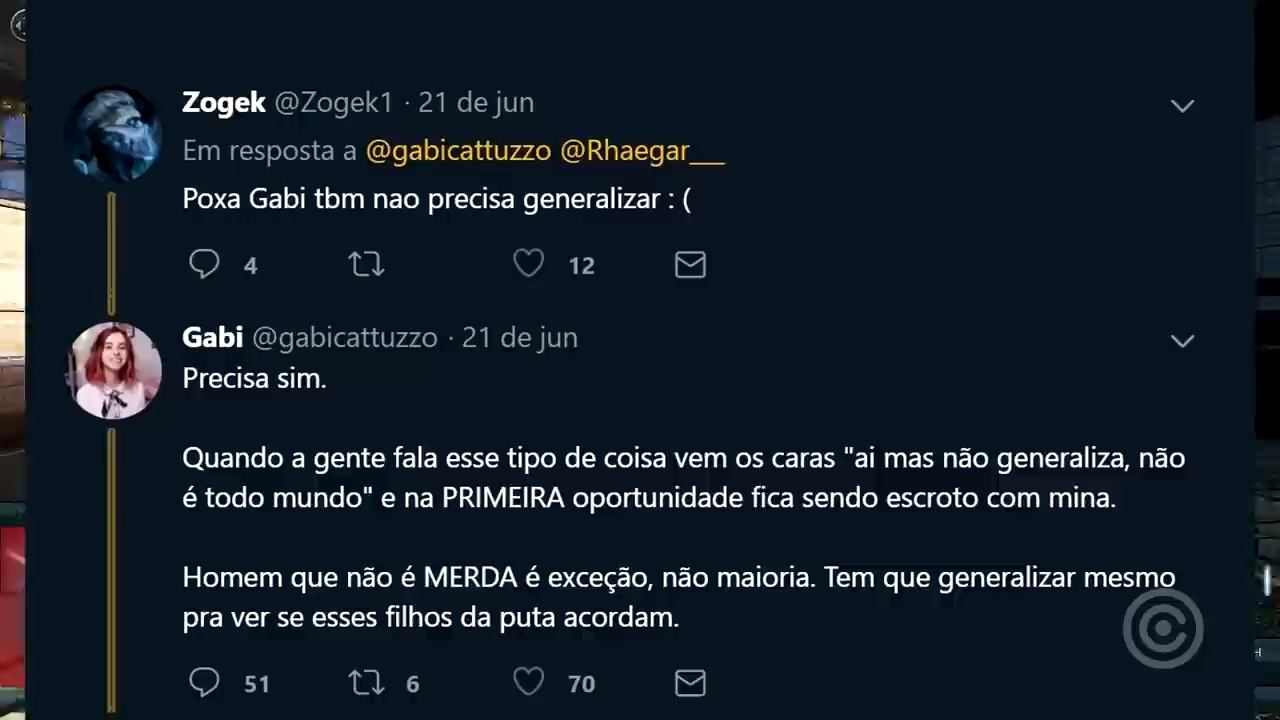 Zogek @Zogek1 · 21 de jun
Em resposta a @gabicattuzzo @Rhaegar___
Poxa Gabi tbm nao precisa generalizar : (
4 12
Gabi @gabicattuzzo · 21 de jun
Precisa sim.
Quando a gente fala esse tipo de coisa vem os caras "ai mas não generaliza, não
é todo mundo" e na PRIMEIRA oportunidade fica sendo escroto com mina.
Homem que não é MERDA é exceção, não maioria. Tem que generalizar mesmo
pra ver se esses filhos da puta acordam.
51 6 70